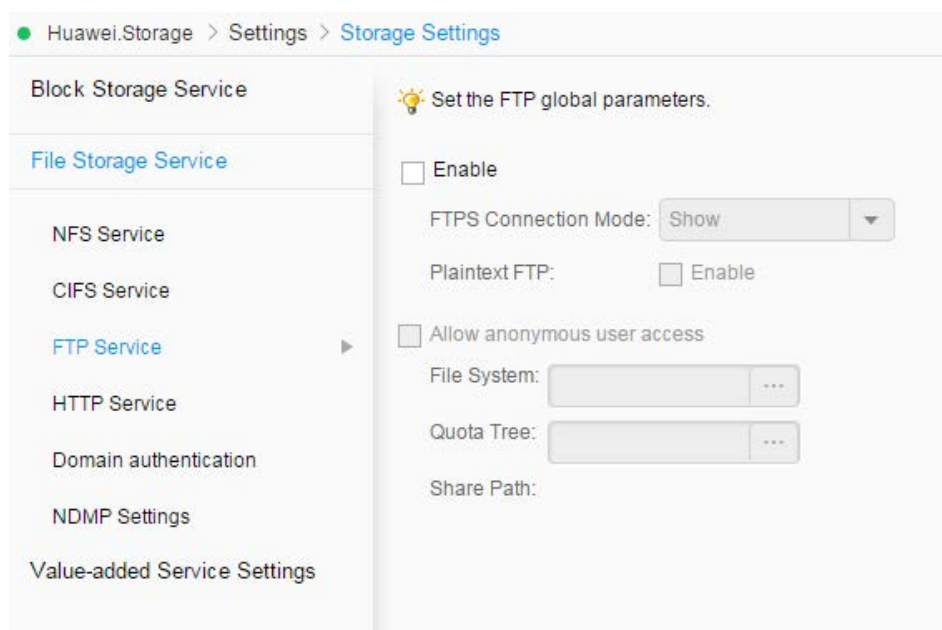 Huawei.Storage > Settings > Storage Settings
Block Storage Service
File Storage Service
NFS Service
CIFS Service
FTP Service
HTTP Service
Domain authentication
NDMP Settings
Value-added Service Settings
Set the FTP global parameters.
Enable
FTPS Connection Mode: Show
Plaintext FTP: Enable
Allow anonymous user access
File System: ...
Quota Tree: ...
Share Path: